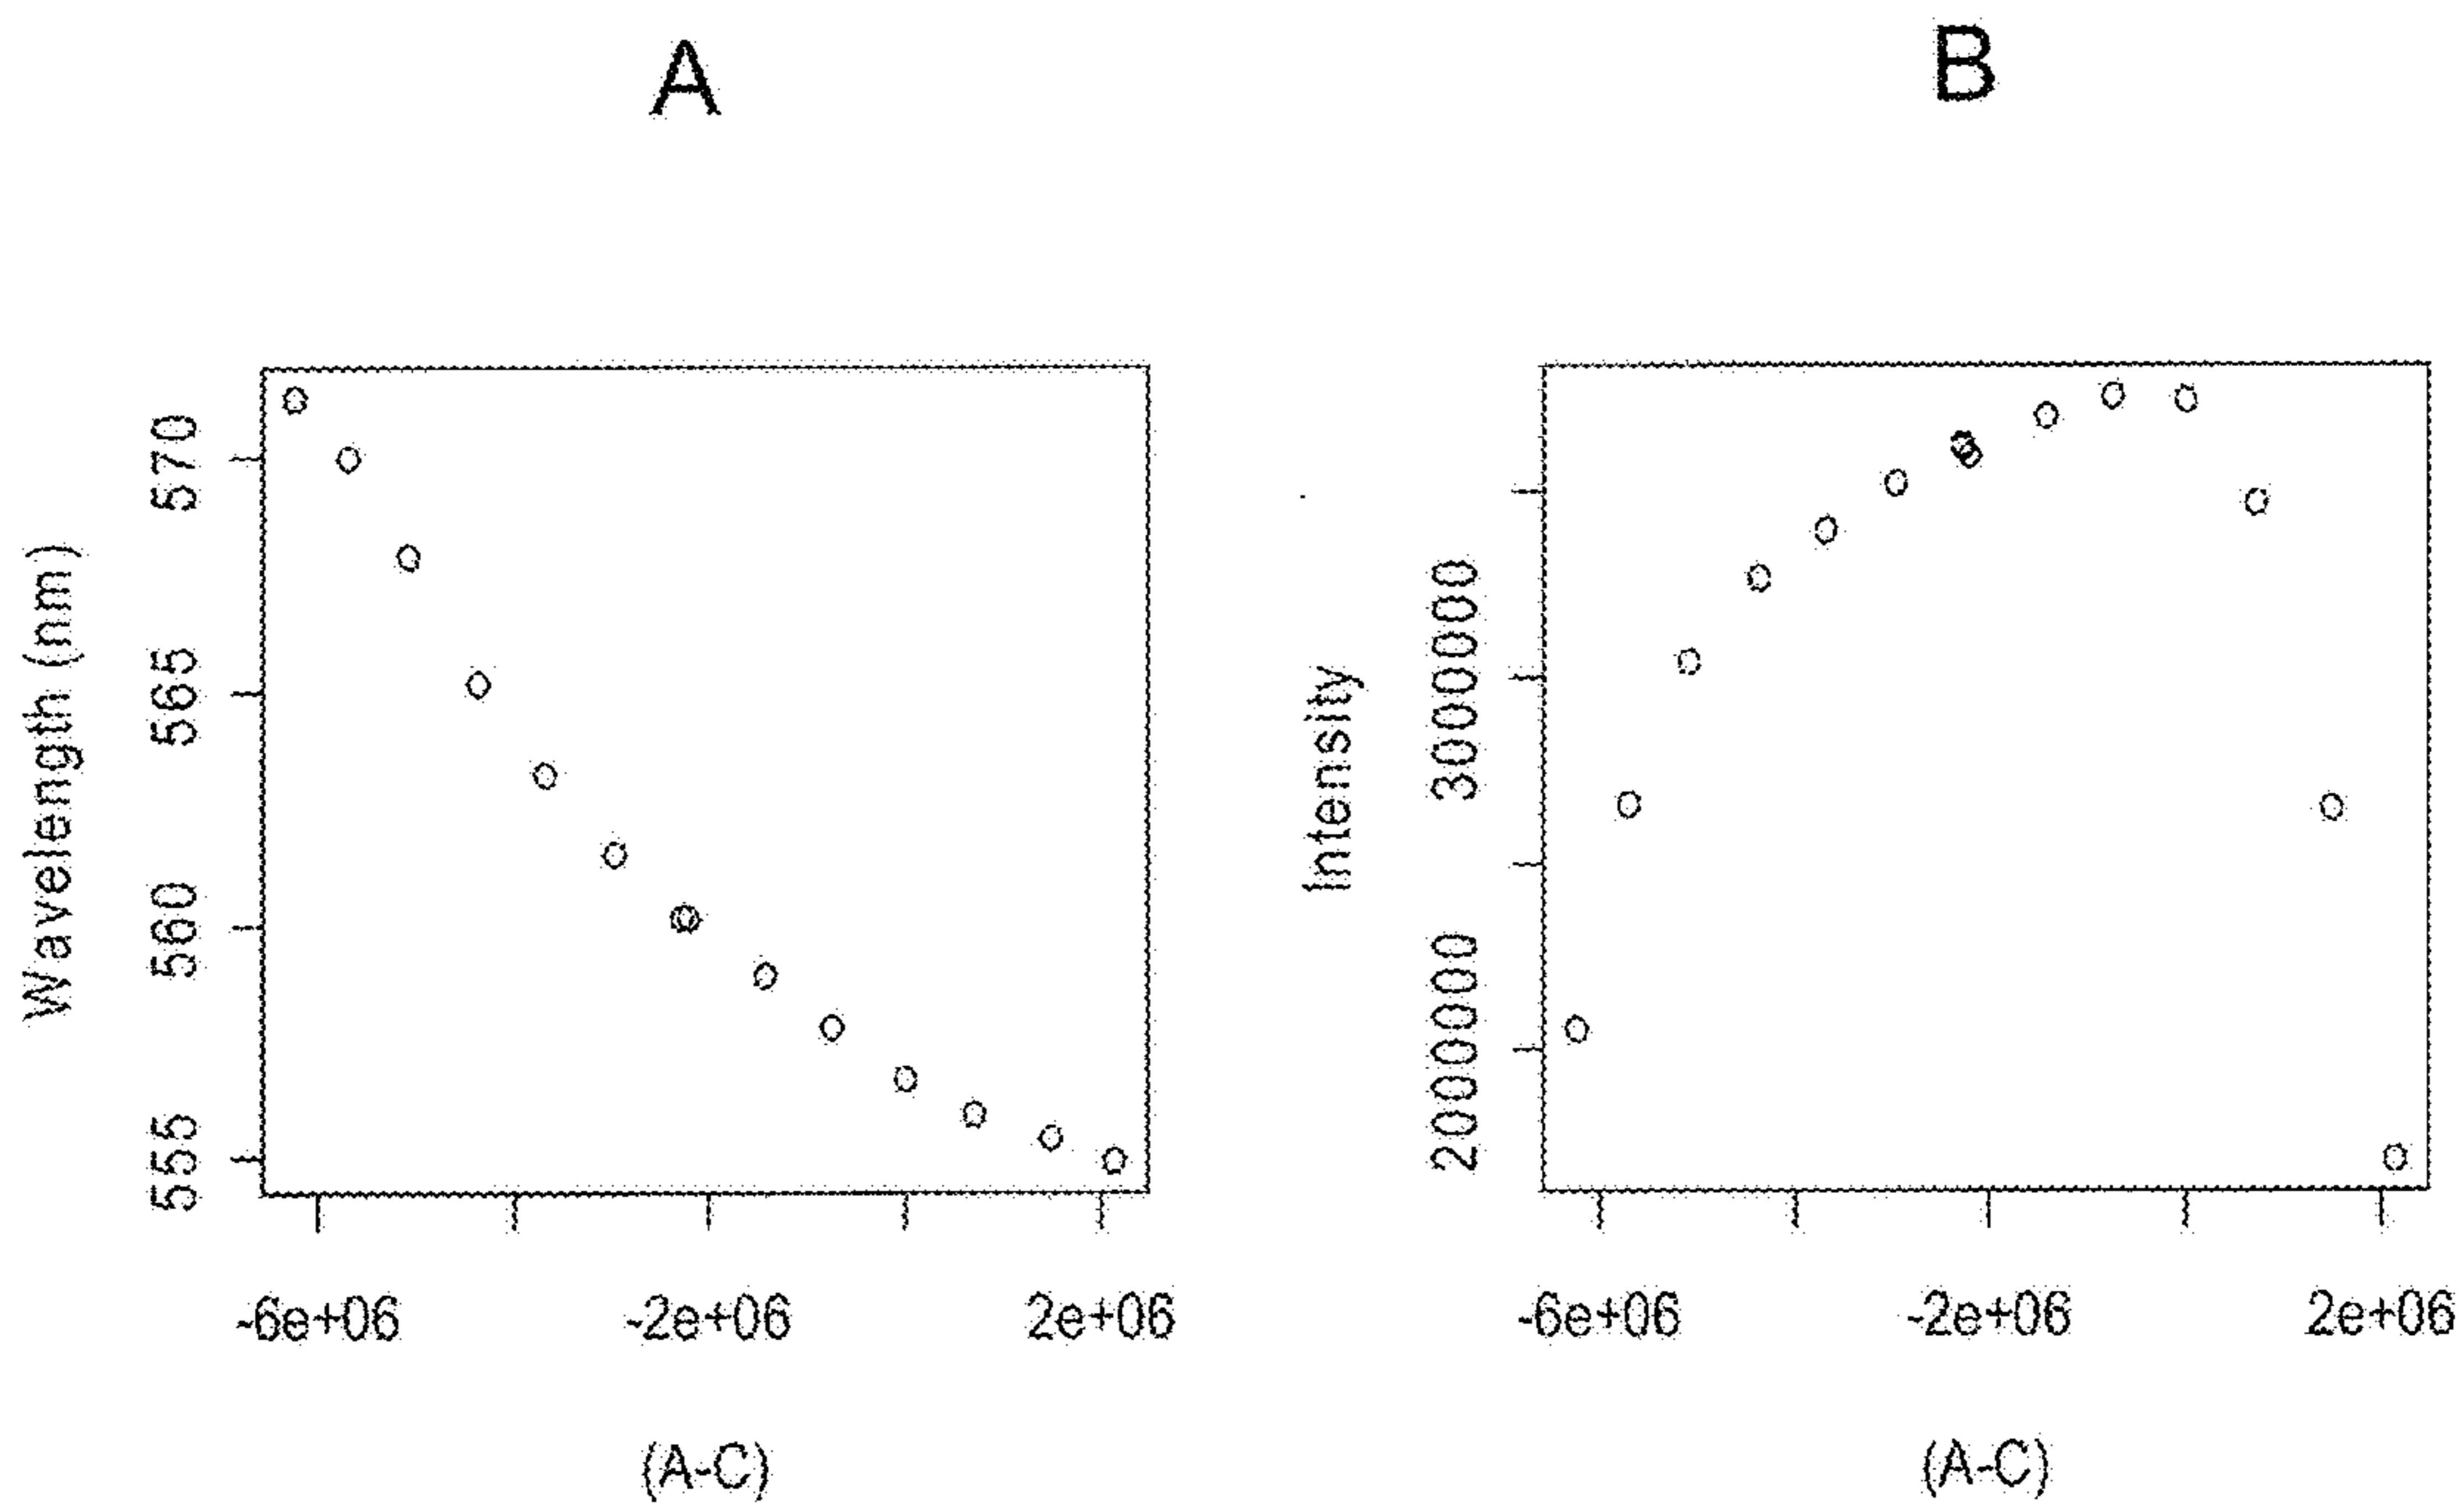 A
B
Wavelength (nm)
570
565
560
555
-6e+06
-2e+06
2e+06
(A-C)
Intensity
3000000
2000000
-6e+06
-2e+06
2e+06
(A-C)